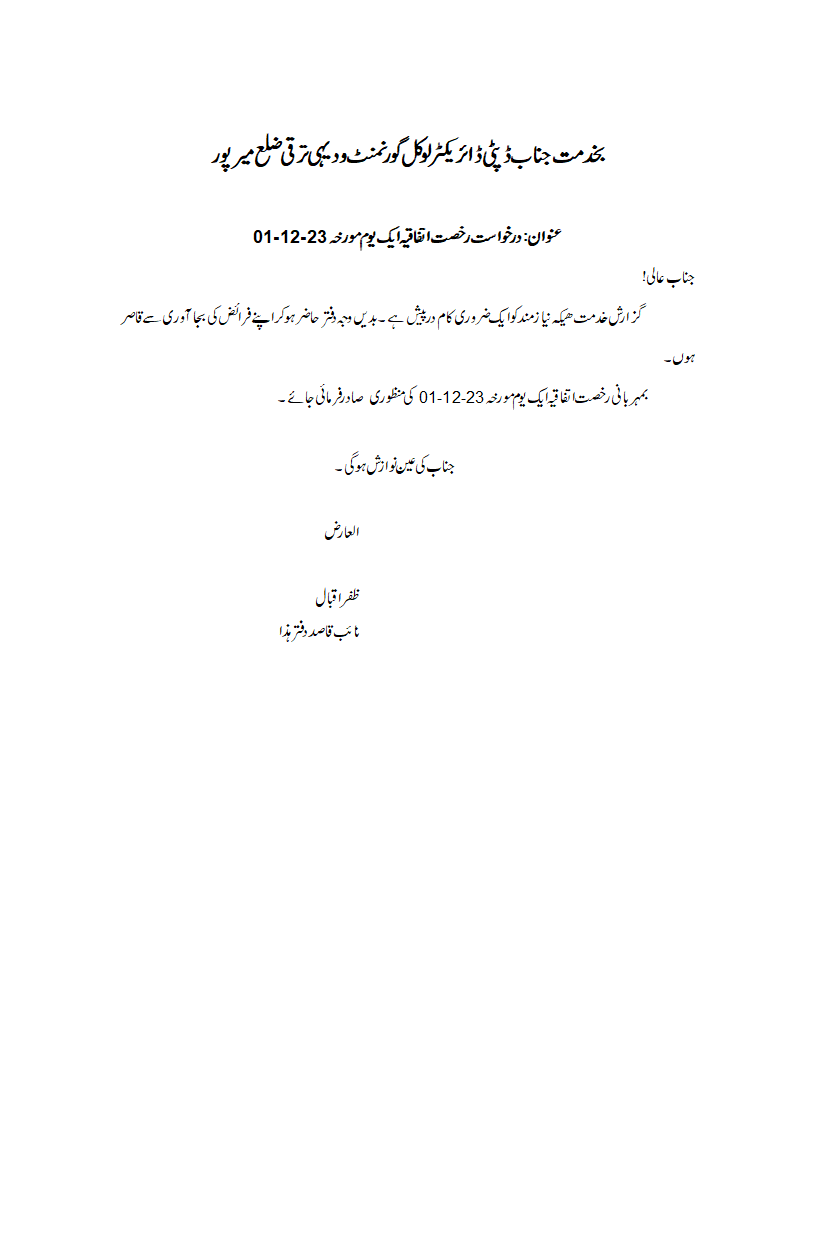 بخدمت جناب ڈپٹی ڈائریکٹر لوکل گورنمنٹ ودیہی ترقی ضلع میرپور
عنوان: درخواست رخصت اتفاقیہ ایک یوم مورخہ 01-12-23
جناب عالی!
گزارش خدمت ھیکہ نیازمند کو ایک ضروری کام درپیش ہے ۔ بدیں وجہ دفتر حاضر ہو کر اپنے فرائض کی بجا آوری سے قاصر
ہوں ۔
بمہربانی رخصت اتفاقیہ ایک یوم مورخہ 01-12-23 کی منظوری صادر فرمائی جائے ۔
جناب کی عین نوازش ہوگی ۔
العارض
ظفر اقبال
نائب قاصد دفتر ہذا